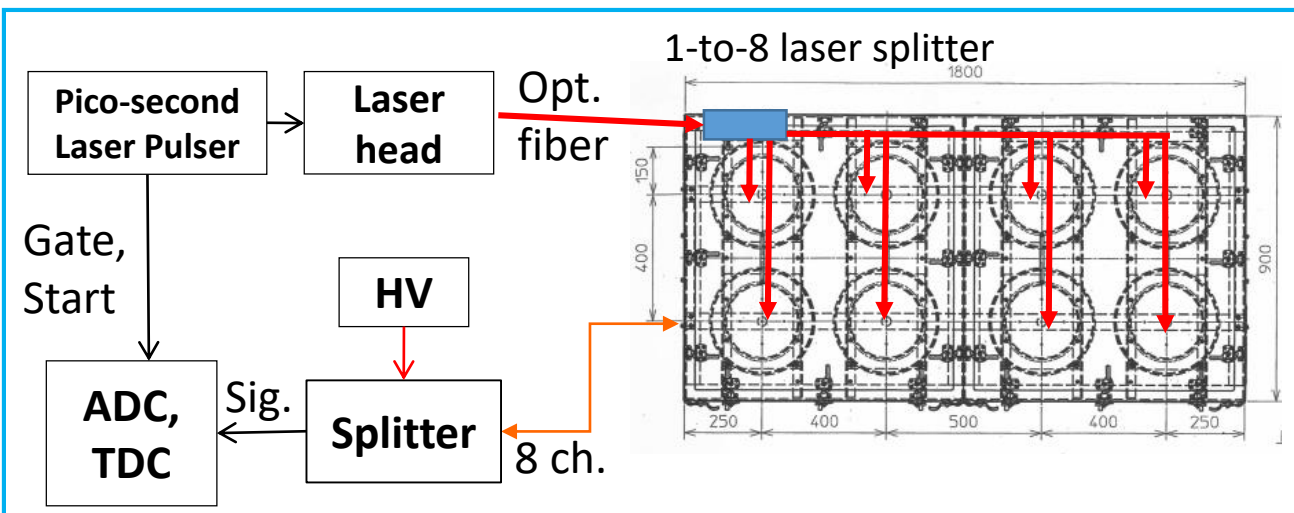 1-to-8 laser splitter
1800
Pico-second
Laser Pulser
Laser
head
Opt.
fiber
150
400
900
Gate,
Start
HV
ADC,
TDC
Sig.
Splitter
8 ch.
250
400
500
400
250